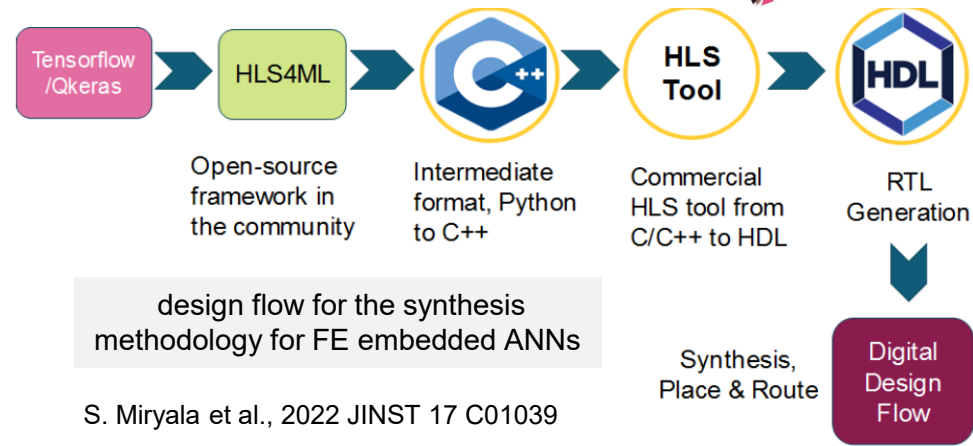 Tensorflow
/Qkeras
HLS4ML
C++
HLS
Tool
HDL
Open-source
framework in
the community
Intermediate
format, Python
to C++
Commercial
HLS tool from
C/C++ to HDL
RTL
Generation
design flow for the synthesis
methodology for FE embedded ANNs
Synthesis,
Place & Route
Digital
Design
Flow
S. Miryala et al., 2022 JINST 17 C01039